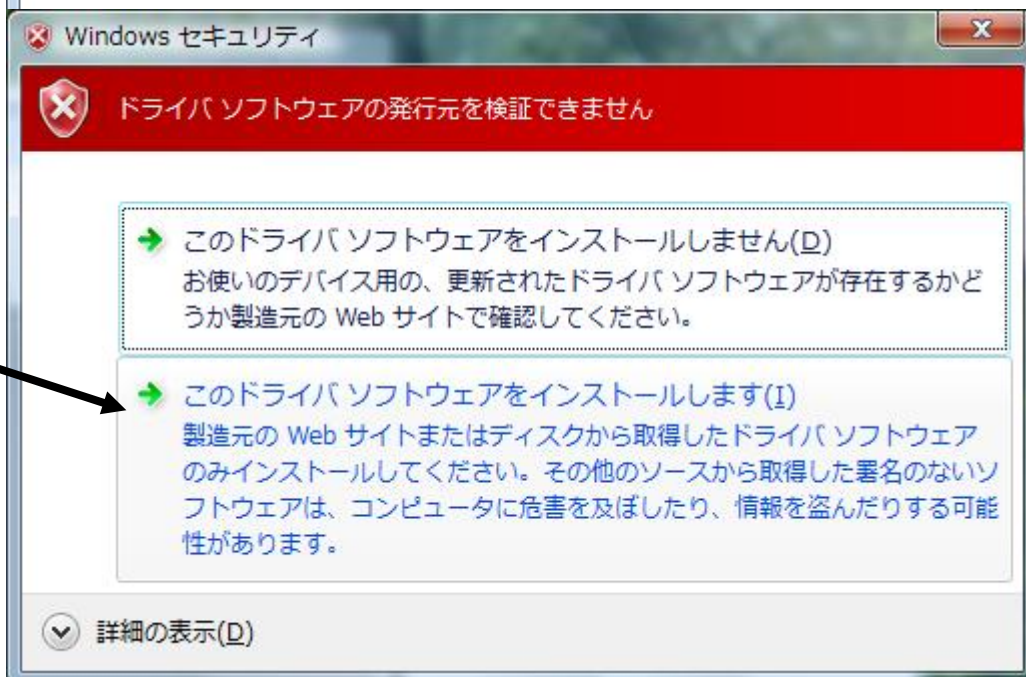 Windows セキュリティ
ドライバ ソフトウェアの発行元を検証できません
このドライバ ソフトウェアをインストールしません(D)
お使いのデバイス用の、更新されたドライバ ソフトウェアが存在するかど
うか製造元の Web サイトで確認してください。
このドライバ ソフトウェアをインストールします(I)
製造元の Web サイトまたはディスクから取得したドライバ ソフトウェア
のみインストールしてください。その他のソースから取得した署名のないソ
フトウェアは、コンピュータに危害を及ぼしたり、情報を盗んだりする可能
性があります。
詳細の表示(D)